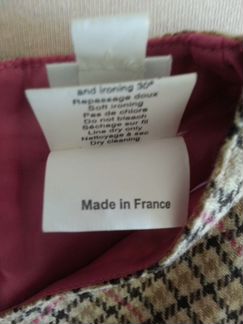 and ironing 30°
Repassage doux
Soft ironing
Pas de chlore
Do not bleach
Séchage sur fil
Line dry only
Nettoyage à sec
Dry cleaning
Made in France